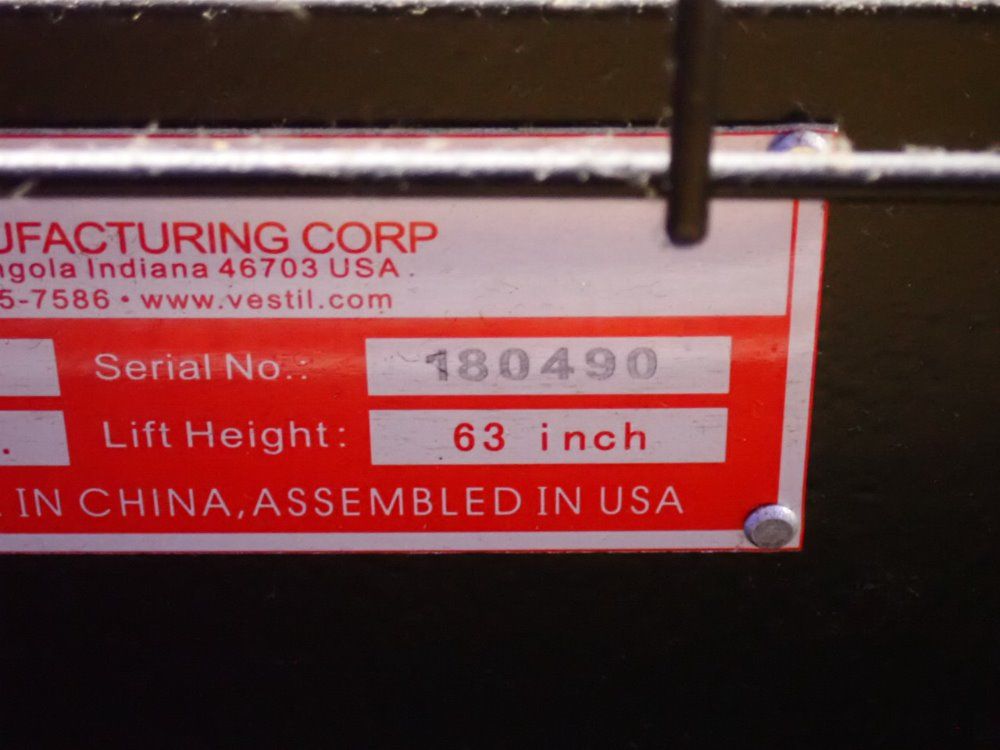 UFACTURING CORP
ngola Indiana 46703 USA
5-7586 • www.vestil.com
Serial No.: 180490
Lift Height: 63 inch
IN CHINA, ASSEMBLED IN USA